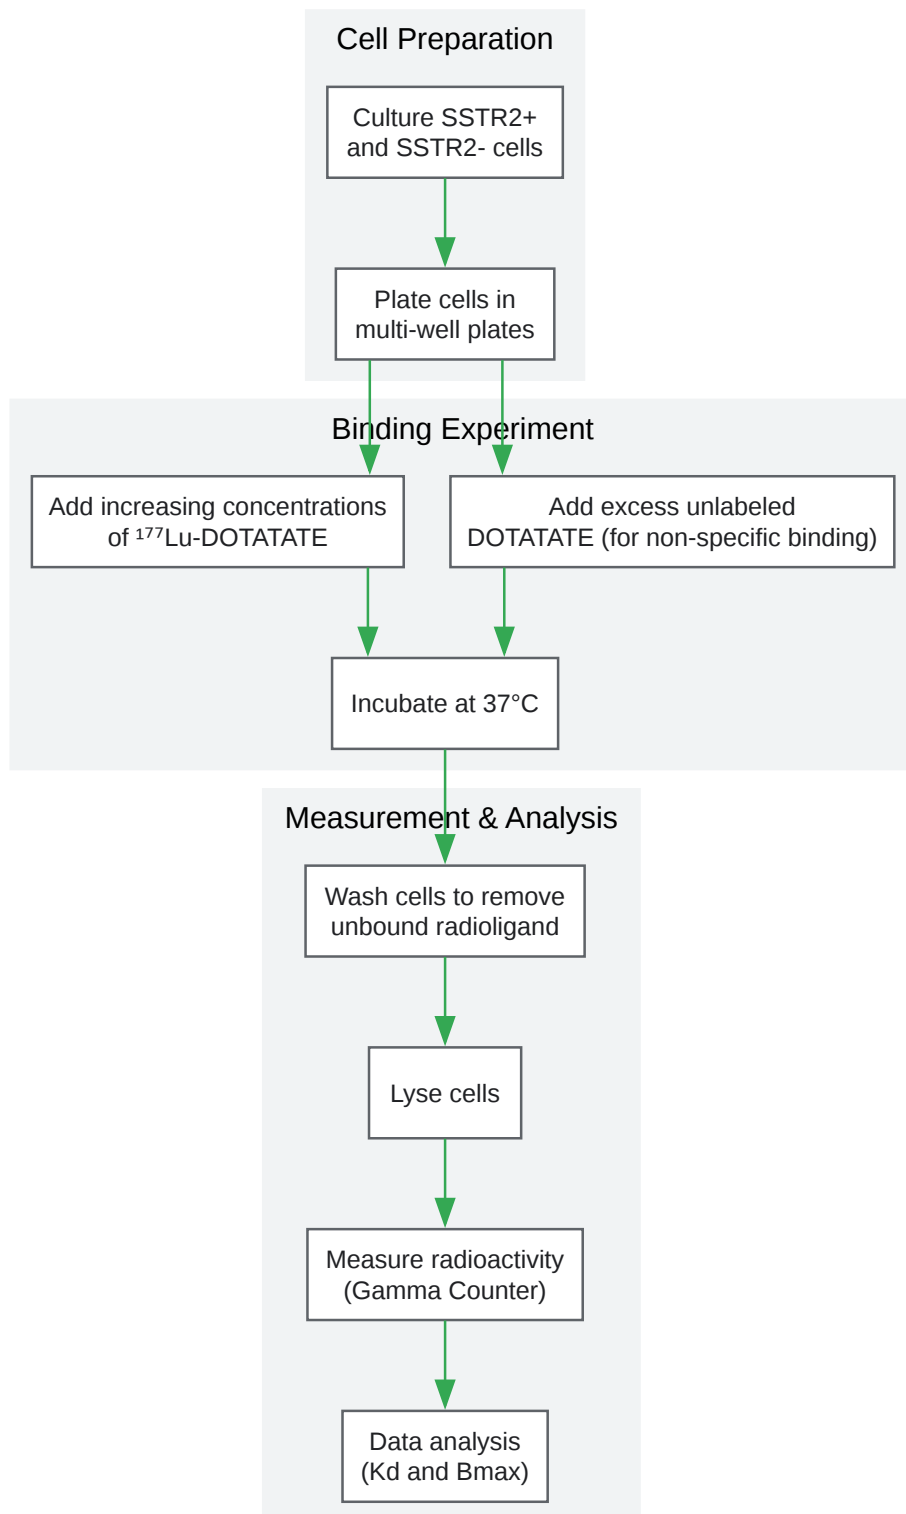 Cell Preparation
Culture SSTR2+
and SSTR2- cells
Plate cells in
multi-well plates
Binding Experiment
Add increasing concentrations
of ¹⁷⁷Lu-DOTATATE
Add excess unlabeled
DOTATATE (for non-specific binding)
Incubate at 37°C
Measurement & Analysis
Wash cells to remove
unbound radioligand
Lyse cells
Measure radioactivity
(Gamma Counter)
Data analysis
(Kd and Bmax)